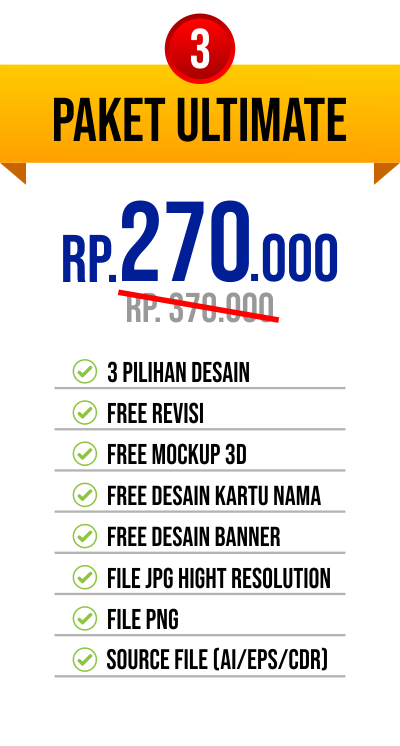 3
PAKET ULTIMATE
RP.270.000
RP. 370.000
3 PILIHAN DESAIN
FREE REVISI
FREE MOCKUP 3D
FREE DESAIN KARTU NAMA
FREE DESAIN BANNER
FILE JPG HIGHT RESOLUTION
FILE PNG
SOURCE FILE (AI/EPS/CDR)